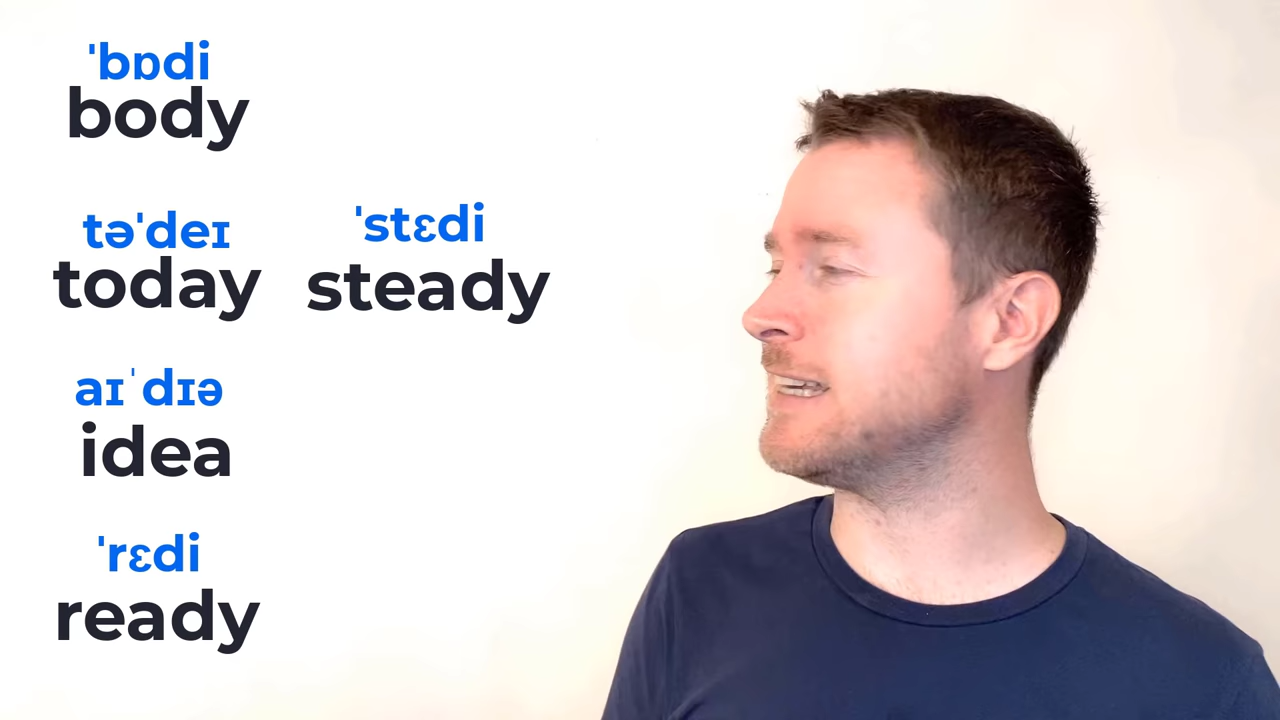 ˈbɒdi
body
təˈdeɪ
today
ˈstɛdi
steady
aɪˈdɪə
idea
ˈrɛdi
ready